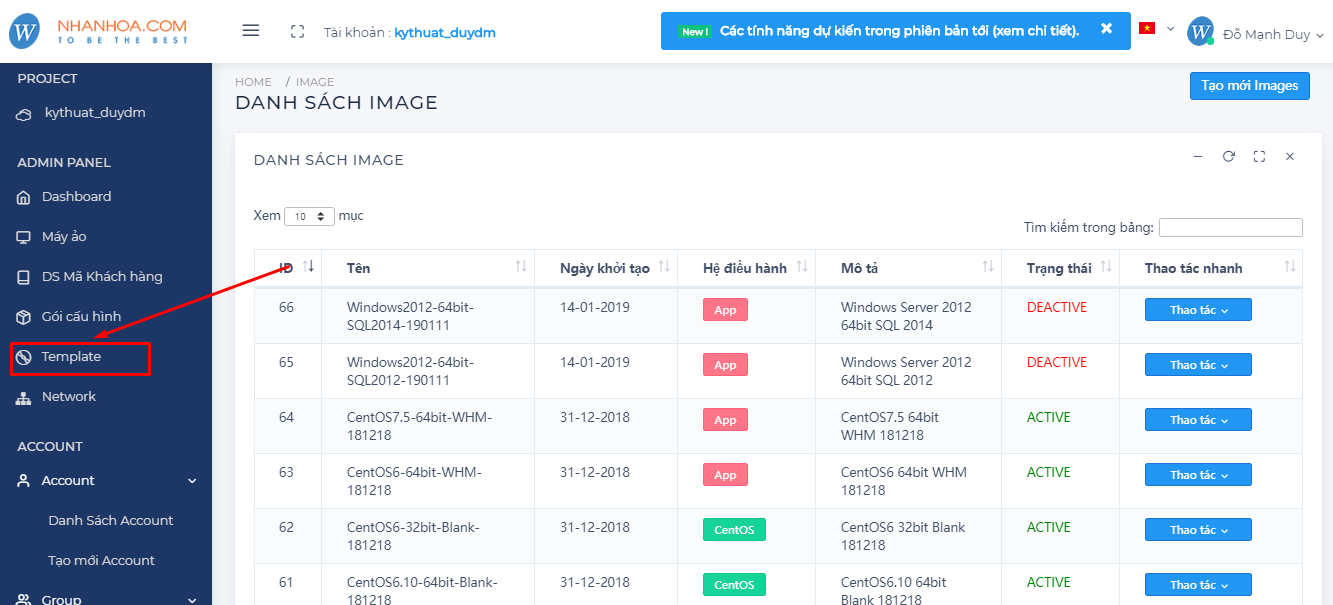 W NHANHOA.COM
TO BE THE BEST
Tài khoản : kythuat_duydm
New ! Các tính năng dự kiến trong phiên bản tới (xem chi tiết).
W Đỗ Mạnh Duy
PROJECT
kythuat_duydm
ADMIN PANEL
Dashboard
Máy ảo
DS Mã Khách hàng
Gói cấu hình
Template
Network
ACCOUNT
Account
Danh Sách Account
Tạo mới Account
Group
HOME / IMAGE
DANH SÁCH IMAGE
Tạo mới Images
DANH SÁCH IMAGE
Xem 10 mục
Tìm kiếm trong bảng:
ID Tên Ngày khởi tạo Hệ điều hành Mô tả Trạng thái Thao tác nhanh
66 Windows2012-64bit- 14-01-2019 App Windows Server 2012 DEACTIVE Thao tác
SQL2014-190111 64bit SQL 2014
65 Windows2012-64bit- 14-01-2019 App Windows Server 2012 DEACTIVE Thao tác
SQL2012-190111 64bit SQL 2012
64 CentOS7.5-64bit-WHM- 31-12-2018 App CentOS7.5 64bit ACTIVE Thao tác
181218 WHM 181218
63 CentOS6-64bit-WHM- 31-12-2018 App CentOS6 64bit WHM ACTIVE Thao tác
181218 181218
62 CentOS6-32bit-Blank- 31-12-2018 CentOS CentOS6 32bit Blank ACTIVE Thao tác
181218 181218
61 CentOS6.10-64bit-Blank- 31-12-2018 CentOS CentOS6.10 64bit ACTIVE Thao tác
181218 Blank 181218